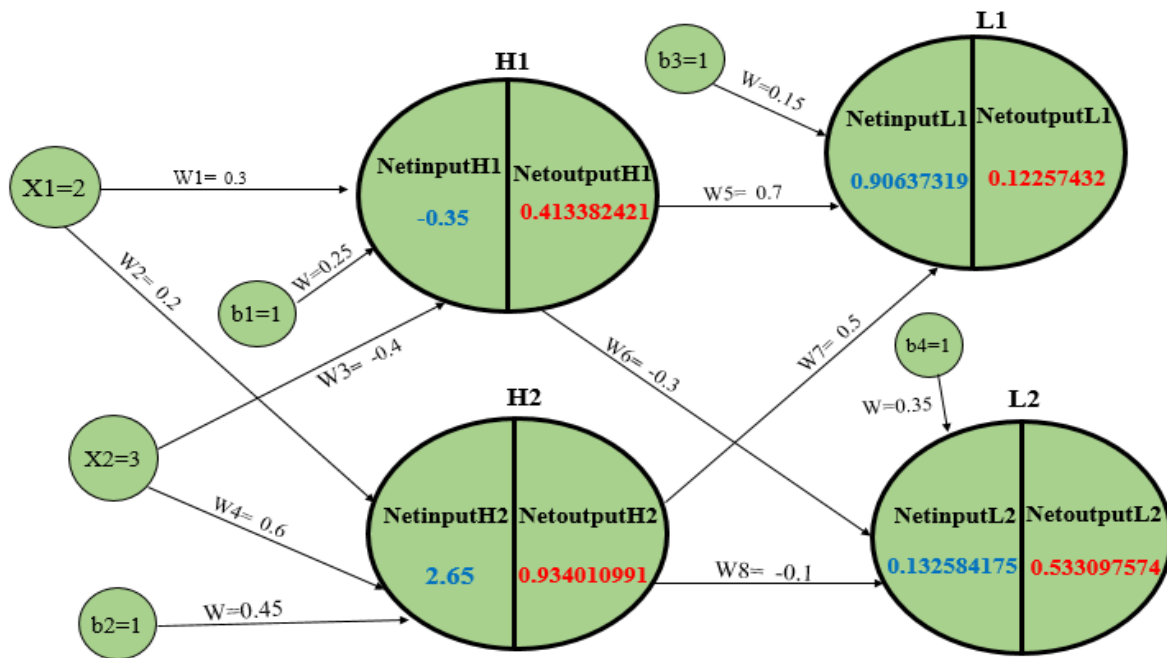 L1
b3=1
W=0.15
NetinputL1
NetoutputL1
0.90637319
0.12257432
H1
X1=2
W1= 0.3
NetinputH1
NetoutputH1
-0.35
0.413382421
W5= 0.7
W2= 0.2
W=0.25
b1=1
W3= -0.4
W6= -0.3
W7= 0.5
b4=1
W=0.35
H2
L2
X2=3
W4= 0.6
NetinputH2
NetoutputH2
2.65
0.934010991
W8= -0.1
NetinputL2
NetoutputL2
0.132584175
0.533097574
b2=1
W=0.45